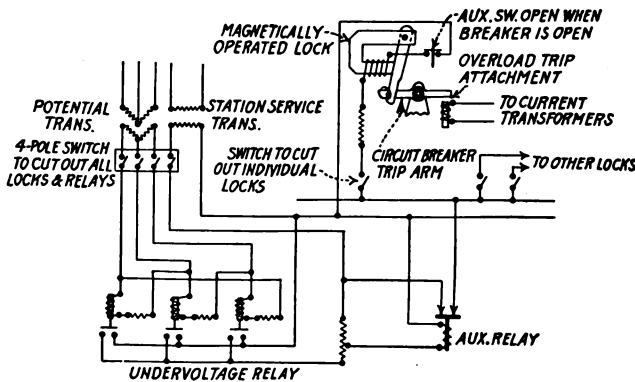 MAGNETICALLY
OPERATED LOCK
AUX. SW. OPEN WHEN
BREAKER IS OPEN
OVERLOAD TRIP
ATTACHMENT
POTENTIAL
TRANS.
STATION SERVICE
TRANS.
TO CURRENT
TRANSFORMERS
4-POLE SWITCH
TO CUT OUT ALL
LOCKS & RELAYS
SWITCH TO CUT
OUT INDIVIDUAL
LOCKS
CIRCUIT BREAKER
TRIP ARM
TO OTHER LOCKS
AUX. RELAY
UNDERVOLTAGE RELAY